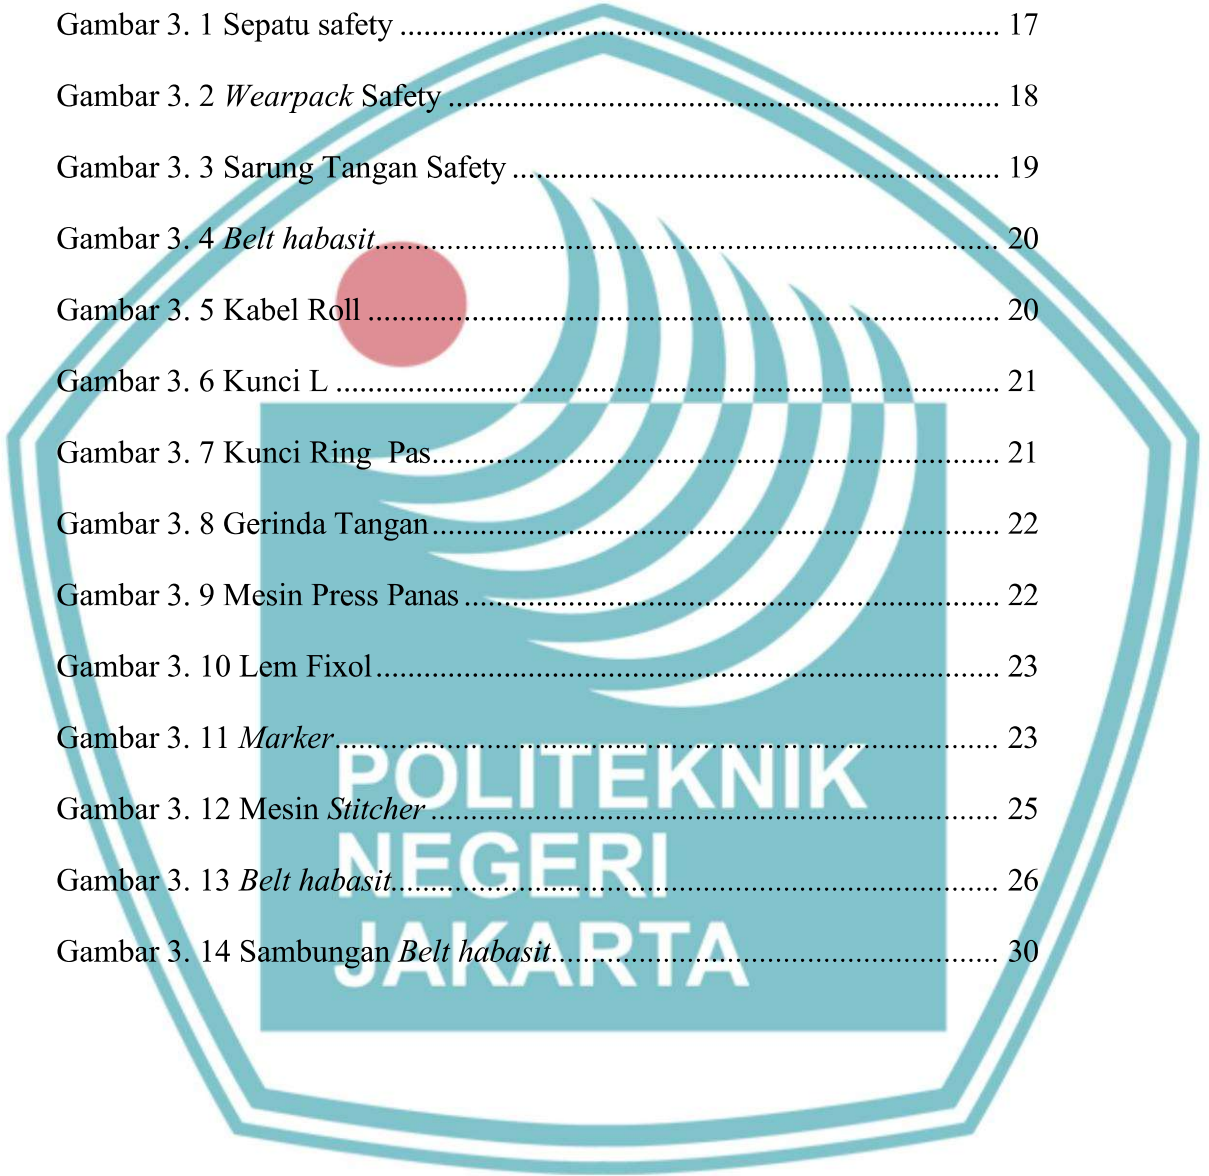 Gambar 3. 1 Sepatu safety ........................................................................... 17
Gambar 3. 2 Wearpack Safety ..................................................................... 18
Gambar 3. 3 Sarung Tangan Safety ............................................................. 19
Gambar 3. 4 Belt habasit.............................................................................. 20
Gambar 3. 5 Kabel Roll ............................................................................... 20
Gambar 3. 6 Kunci L ................................................................................... 21
Gambar 3. 7 Kunci Ring  Pas....................................................................... 21
Gambar 3. 8 Gerinda Tangan ....................................................................... 22
Gambar 3. 9 Mesin Press Panas ................................................................... 22
Gambar 3. 10 Lem Fixol .............................................................................. 23
Gambar 3. 11 Marker................................................................................... 23
Gambar 3. 12 Mesin Stitcher ....................................................................... 25
Gambar 3. 13 Belt habasit............................................................................ 26
Gambar 3. 14 Sambungan Belt habasit........................................................ 30
POLITEKNIK
NEGERI
JAKARTA